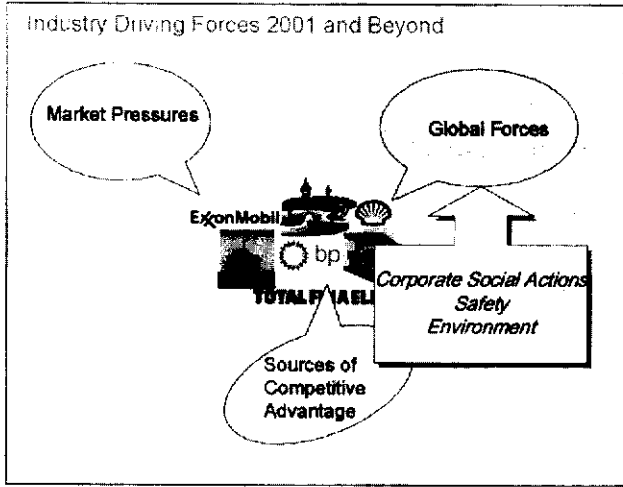 Industry Driving Forces 2001 and Beyond
Market Pressures
Global Forces
ExxonMobil
bp
Corporate Social Actions
Safety
Environment
TOTAL
Sources of
Competitive
Advantage